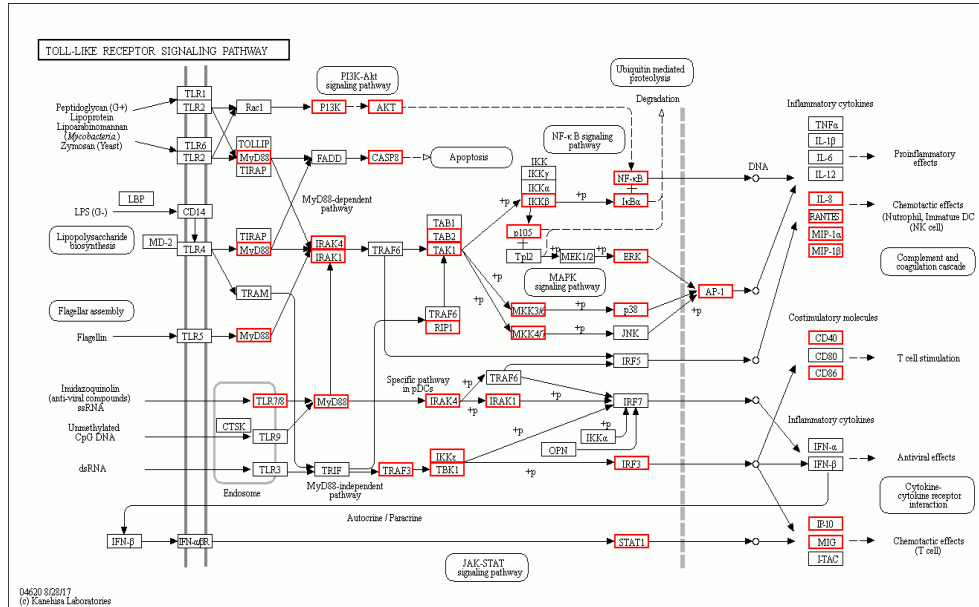 TOLL-LIKE RECEPTOR SIGNALING PATHWAY
PI3K-Akt
signaling pathway
Ubiquitin mediated
proteolysis
Degradation
Peptidoglycan (G+)
Lipoprotein
Lipoarabinomannan
(Mycobacteria)
Zymosan (Yeast)
TLR1
TLR2
TLR6
TLR2
Rac1
PI3K
AKT
TOLLIP
MyD88
TIRAP
FADD
CASP8
Apoptosis
NF-κB signaling
pathway
IKK
IKKγ
IKKα
IKKβ
+p
NF-κB
+
IκBα
DNA
Inflammatory cytokines
TNFα
IL-1β
IL-6
IL-12
Proinflammatory
effects
IL-8
RANTES
MIP-1α
MIP-1β
Chemotactic effects
(Nutrophil, Immature DC)
(NK cell)
Complement and
coagulation cascade
LBP
LPS (G-)
CD14
Lipopolysaccharide
biosynthesis
MD-2
TLR4
MyD88-dependent
pathway
TIRAP
MyD88
IRAK4
IRAK1
TRAF6
TAB1
TAB2
TAK1
+p
p105
+
Tpl2
+p
MEK1/2
+p
ERK
MAPK
signaling pathway
TRAM
Flagellar assembly
Flagellin
TLR5
MyD88
TRAF6
RIP1
+p
+p
+p
p38
+p
+p
JNK
+p
AP-1
Costimulatory molecules
CD40
CD80
CD86
T cell stimulation
IRF5
Imidazoquinolin
(anti-viral compounds)
ssRNA
TLR7/8
MyD88
Specific pathway
in pDCs
IRAK4
+p
IRAK1
TRAF6
+p
+p
IRF7
Unmethylated
CpG DNA
CTSK
TLR9
IKKα
OPN
dsRNA
TLR3
TRIF
TRAF3
IKKε
TBK1
+p
+p
IRF3
Endosome
MyD88-independent
pathway
Inflammatory cytokines
IFN-α
IFN-β
Antiviral effects
Cytokine-
cytokine receptor
interaction
Autocrine / Paracrine
IFN-β
IFN-αβR
STAT1
IP-10
MIG
I-TAC
Chemotactic effects
(T cell)
JAK-STAT
signaling pathway
04620 8/28/17
(c) Kanehisa Laboratories